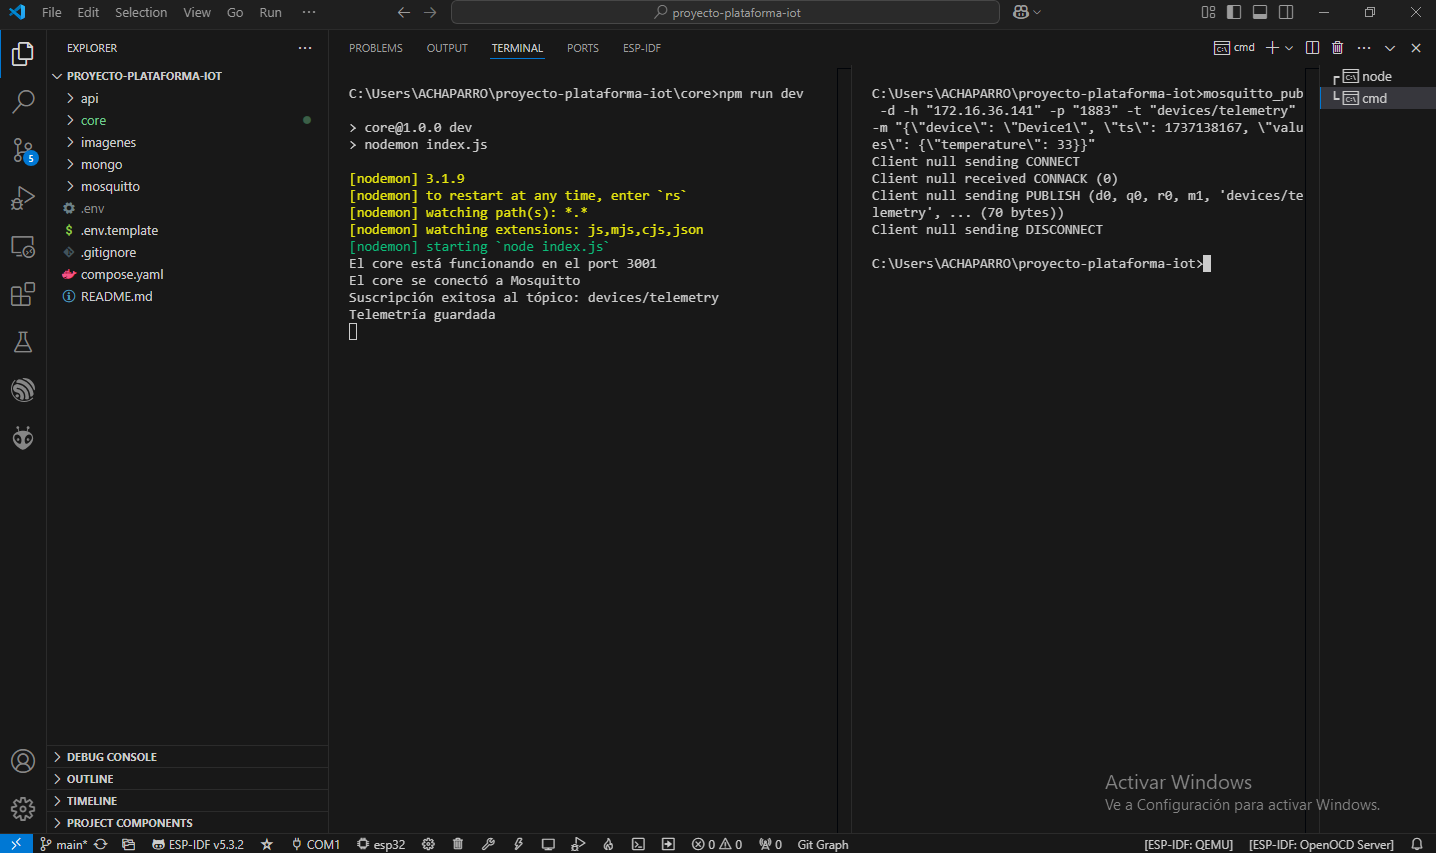 File Edit Selection View Go Run ··· proyecto-plataforma-iot
EXPLORER ···
PROYECTO-PLATAFORMA-IOT
api
core
imagenes
mongo
mosquitto
.env
.env.template
.gitignore
compose.yaml
README.md
5
DEBUG CONSOLE
OUTLINE
TIMELINE
PROJECT COMPONENTS
PROBLEMS OUTPUT TERMINAL PORTS ESP-IDF
cmd
C:\Users\ACHAPARRO\proyecto-plataforma-iot\core>npm run dev
> core@1.0.0 dev
> nodemon index.js
[nodemon] 3.1.9
[nodemon] to restart at any time, enter `rs`
[nodemon] watching path(s): *.*
[nodemon] watching extensions: js,mjs,cjs,json
[nodemon] starting `node index.js`
El core está funcionando en el port 3001
El core se conectó a Mosquitto
Suscripción exitosa al tópico: devices/telemetry
Telemetría guardada
C:\Users\ACHAPARRO\proyecto-plataforma-iot>mosquitto_pub
-d -h "172.16.36.141" -p "1883" -t "devices/telemetry"
-m "{\"device\": \"Device1\", \"ts\": 1737138167, \"valu
es\": {\"temperature\": 33}}"
Client null sending CONNECT
Client null received CONNACK (0)
Client null sending PUBLISH (d0, q0, r0, m1, 'devices/te
lemetry', ... (70 bytes))
Client null sending DISCONNECT
C:\Users\ACHAPARRO\proyecto-plataforma-iot>
node
cmd
Activar Windows
Ve a Configuración para activar Windows.
main* ESP-IDF v5.3.2 COM1 esp32 0 0 0 Git Graph [ESP-IDF: QEMU] [ESP-IDF: OpenOCD Server]